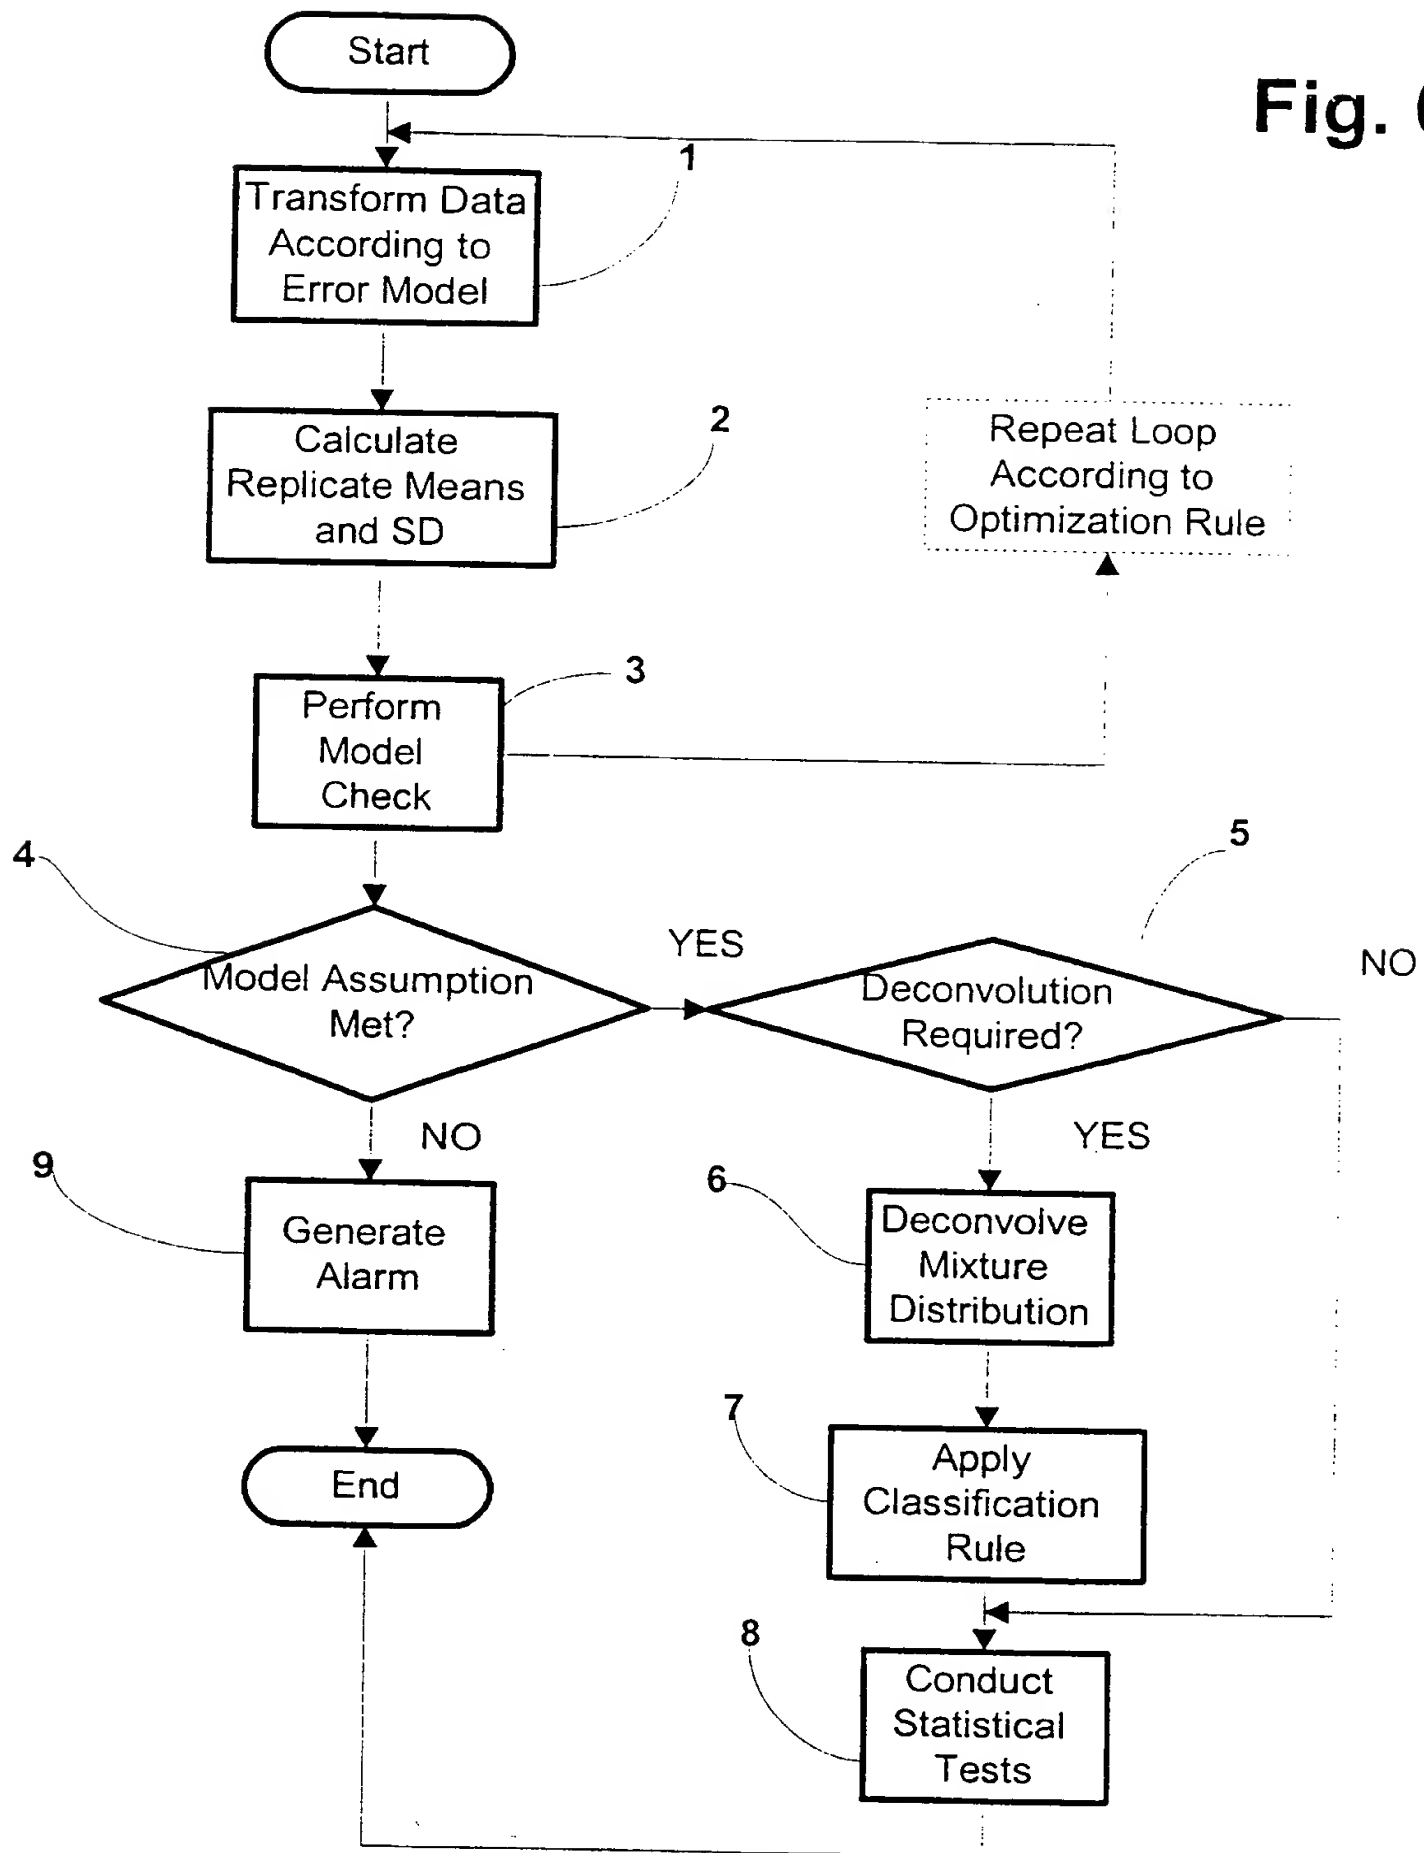 Start
Fig.
1
Transform Data
According to
Error Model
2
Calculate
Replicate Means
and SD
Repeat Loop
According to
Optimization Rule
3
Perform
Model
Check
4
5
YES
NO
Model Assumption
Met?
Deconvolution
Required?
NO
YES
9
6
Generate
Alarm
Deconvolve
Mixture
Distribution
7
End
Apply
Classification
Rule
8
Conduct
Statistical
Tests